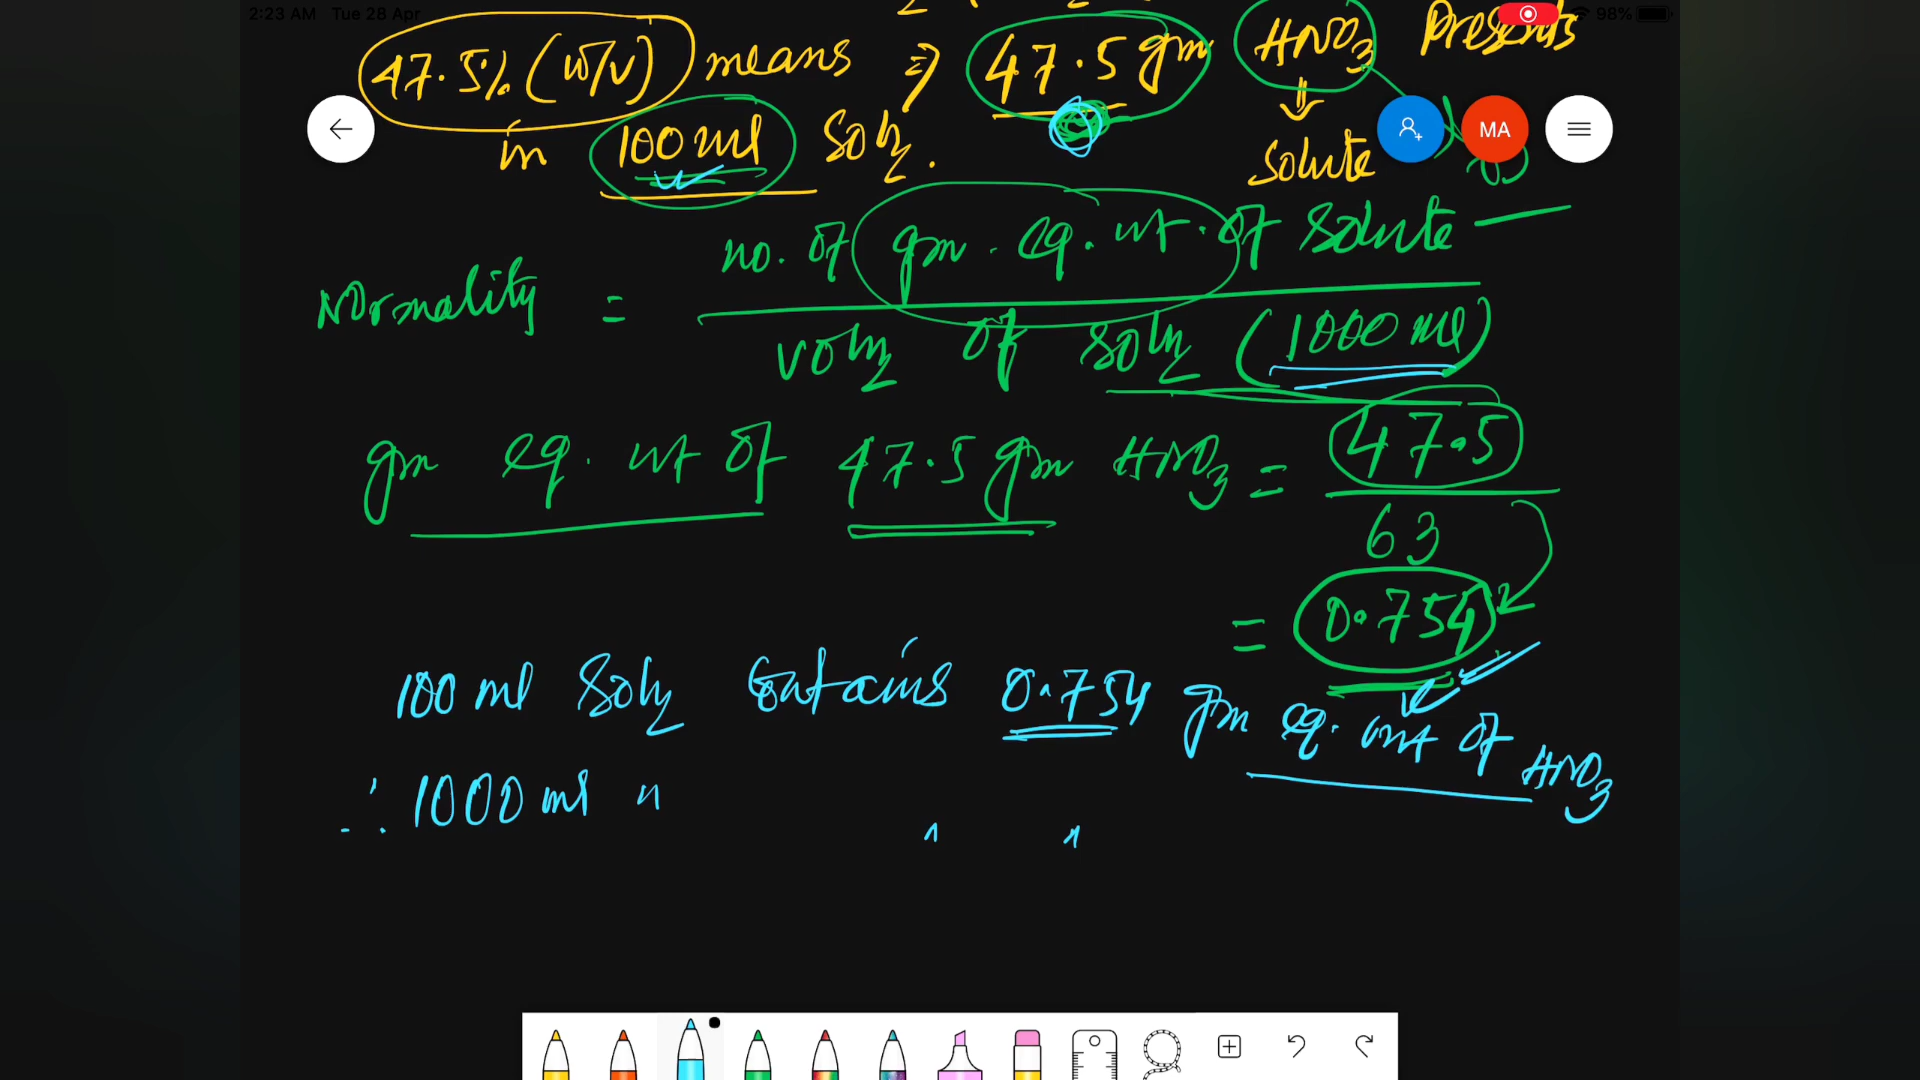 2:23 AM Tue 28 Apr 98%
47.5% (w/v) means ⇒ 47.5 gm HNO3 Presents
in 100 ml Soln. Solute
MA
Normality = no. of gm. eq. wt. of Solute
Voln of Soln (1000 ml)
gm eq. wt of 47.5 gm HNO3 = 47.5
63
= 0.754
100 ml Soln Contains 0.754 gm eq. wt of HNO3
∴ 1000 ml " " "